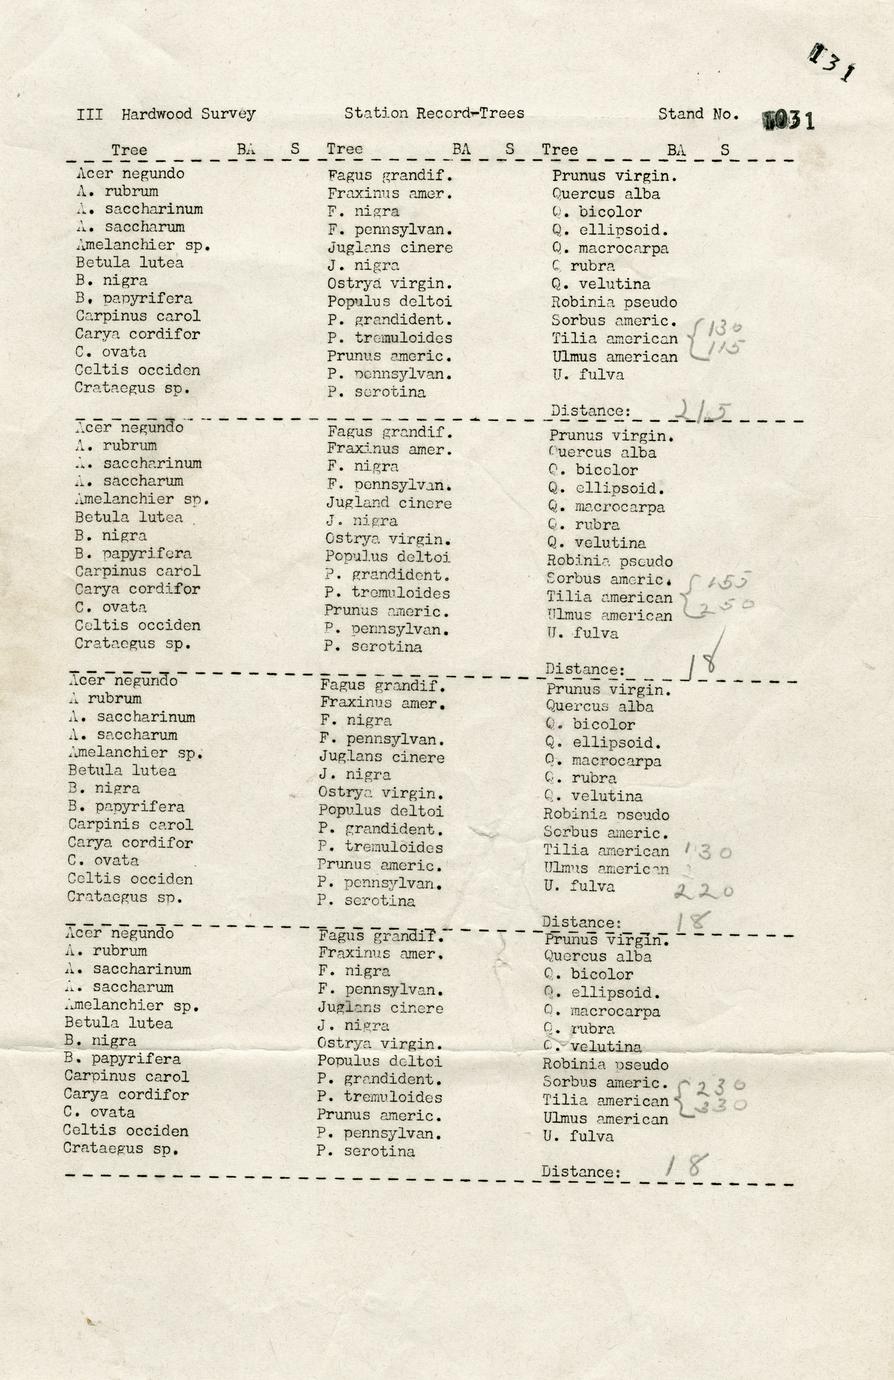 131
III Hardwood Survey Station Record-Trees Stand No. 1031
Tree BA S Tree BA S Tree BA S
Acer negundo Fagus grandif. Prunus virgin.
A. rubrum Fraxinus amer. Quercus alba
A. saccharinum F. nigra Q. bicolor
A. saccharum F. pennsylvan. Q. ellipsoid.
Amelanchier sp. Juglans cinere Q. macrocarpa
Betula lutea J. nigra Q rubra
B. nigra Ostrya virgin. Q. velutina
B. papyrifera Populus deltoi Robinia pseudo
Carpinus carol P. grandident. Sorbus americ.
Carya cordifor P. tremuloides Tilia american { 130
C. ovata Prunus americ. Ulmus american 115
Celtis occiden P. pennsylvan. U. fulva
Crataegus sp. P. serotina
Distance: 21.5
Acer negundo Fagus grandif. Prunus virgin.
A. rubrum Fraxinus amer. Quercus alba
A. saccharinum F. nigra Q. bicolor
A. saccharum F. pennsylvan. Q. ellipsoid.
Amelanchier sp. Jugland cinere Q. macrocarpa
Betula lutea J. nigra Q. rubra
B. nigra Ostrya virgin. Q. velutina
B. papyrifera Populus deltoi Robinia pseudo
Carpinus carol P. grandident. Sorbus americ.
Carya cordifor P. tremuloides Tilia american { 155
C. ovata Prunus americ. Ulmus american 250
Celtis occiden P. pennsylvan. U. fulva
Crataegus sp. P. serotina
Distance: 18
Acer negundo Fagus grandif. Prunus virgin.
A rubrum Fraxinus amer. Quercus alba
A. saccharinum F. nigra Q. bicolor
A. saccharum F. pennsylvan. Q. ellipsoid.
Amelanchier sp. Juglans cinere Q. macrocarpa
Betula lutea J. nigra Q. rubra
B. nigra Ostrya virgin. Q. velutina
B. papyrifera Populus deltoi Robinia pseudo
Carpinis carol P. grandident. Sorbus americ.
Carya cordifor P. tremuloides Tilia american 130
C. ovata Prunus americ. Ulmus american
Celtis occiden P. pennsylvan. U. fulva 220
Crataegus sp. P. serotina
Distance: 18
Acer negundo Fagus grandif. Prunus virgin.
A. rubrum Fraxinus amer. Quercus alba
A. saccharinum F. nigra Q. bicolor
A. saccharum F. pennsylvan. Q. ellipsoid.
Amelanchier sp. Juglans cinere Q. macrocarpa
Betula lutea J. nigra Q. rubra
B. nigra Ostrya virgin. Q. velutina
B. papyrifera Populus deltoi Robinia pseudo
Carpinus carol P. grandident. Sorbus americ.
Carya cordifor P. tremuloides Tilia american { 230
C. ovata Prunus americ. Ulmus american 330
Celtis occiden P. pennsylvan. U. fulva
Crataegus sp. P. serotina
Distance: 18